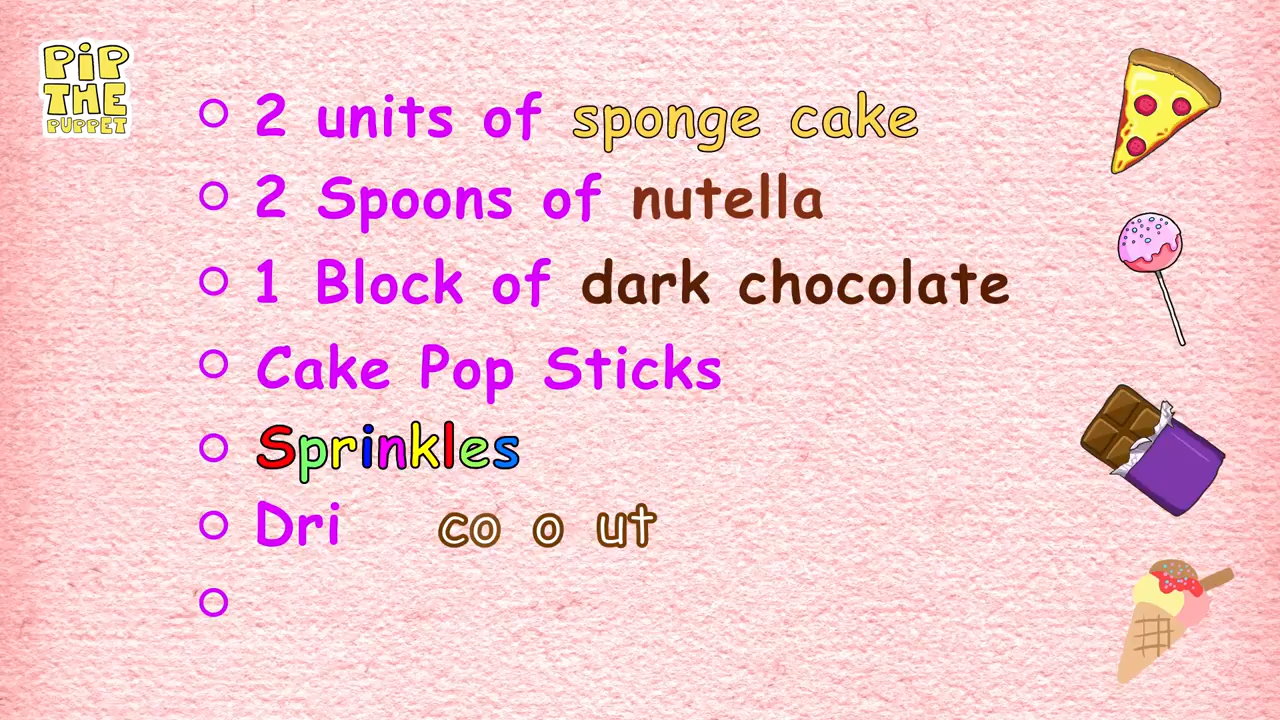 PiP
THE
PUPPET
2 units of sponge cake
2 Spoons of nutella
1 Block of dark chocolate
Cake Pop Sticks
Sprinkles
Dri co o ut